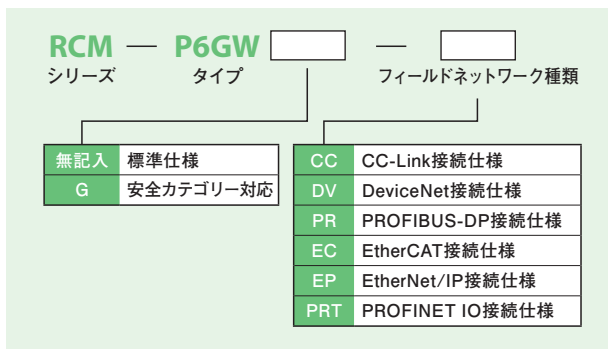 RCM — P6GW — 
シリーズ タイプ フィールドネットワーク種類
無記入 標準仕様
G 安全カテゴリー対応
CC CC-Link接続仕様
DV DeviceNet接続仕様
PR PROFIBUS-DP接続仕様
EC EtherCAT接続仕様
EP EtherNet/IP接続仕様
PRT PROFINET IO接続仕様